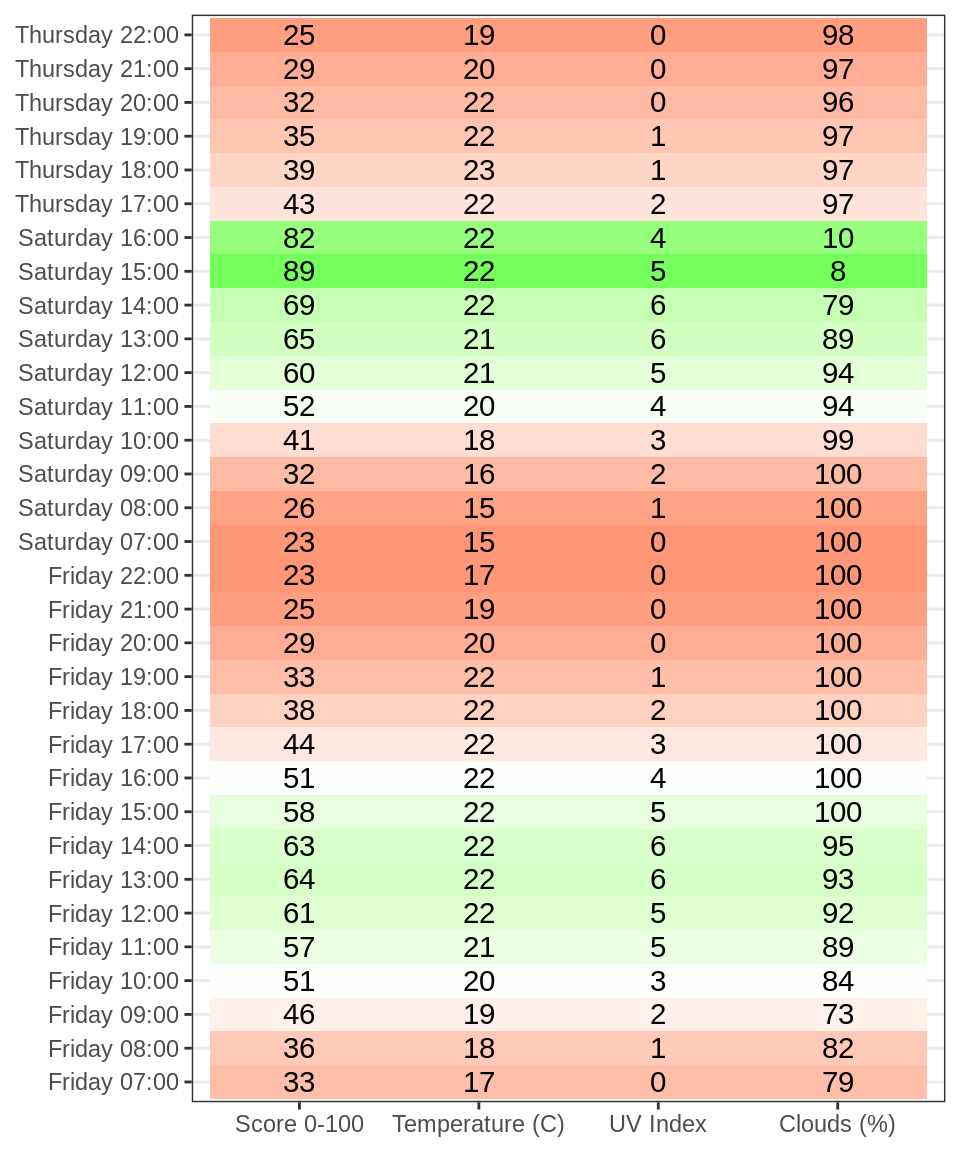 Thursday 22:00 25 19 0 98
Thursday 21:00 29 20 0 97
Thursday 20:00 32 22 0 96
Thursday 19:00 35 22 1 97
Thursday 18:00 39 23 1 97
Thursday 17:00 43 22 2 97
Saturday 16:00 82 22 4 10
Saturday 15:00 89 22 5 8
Saturday 14:00 69 22 6 79
Saturday 13:00 65 21 6 89
Saturday 12:00 60 21 5 94
Saturday 11:00 52 20 4 94
Saturday 10:00 41 18 3 99
Saturday 09:00 32 16 2 100
Saturday 08:00 26 15 1 100
Saturday 07:00 23 15 0 100
Friday 22:00 23 17 0 100
Friday 21:00 25 19 0 100
Friday 20:00 29 20 0 100
Friday 19:00 33 22 1 100
Friday 18:00 38 22 2 100
Friday 17:00 44 22 3 100
Friday 16:00 51 22 4 100
Friday 15:00 58 22 5 100
Friday 14:00 63 22 6 95
Friday 13:00 64 22 6 93
Friday 12:00 61 22 5 92
Friday 11:00 57 21 5 89
Friday 10:00 51 20 3 84
Friday 09:00 46 19 2 73
Friday 08:00 36 18 1 82
Friday 07:00 33 17 0 79
Score 0-100 Temperature (C) UV Index Clouds (%)